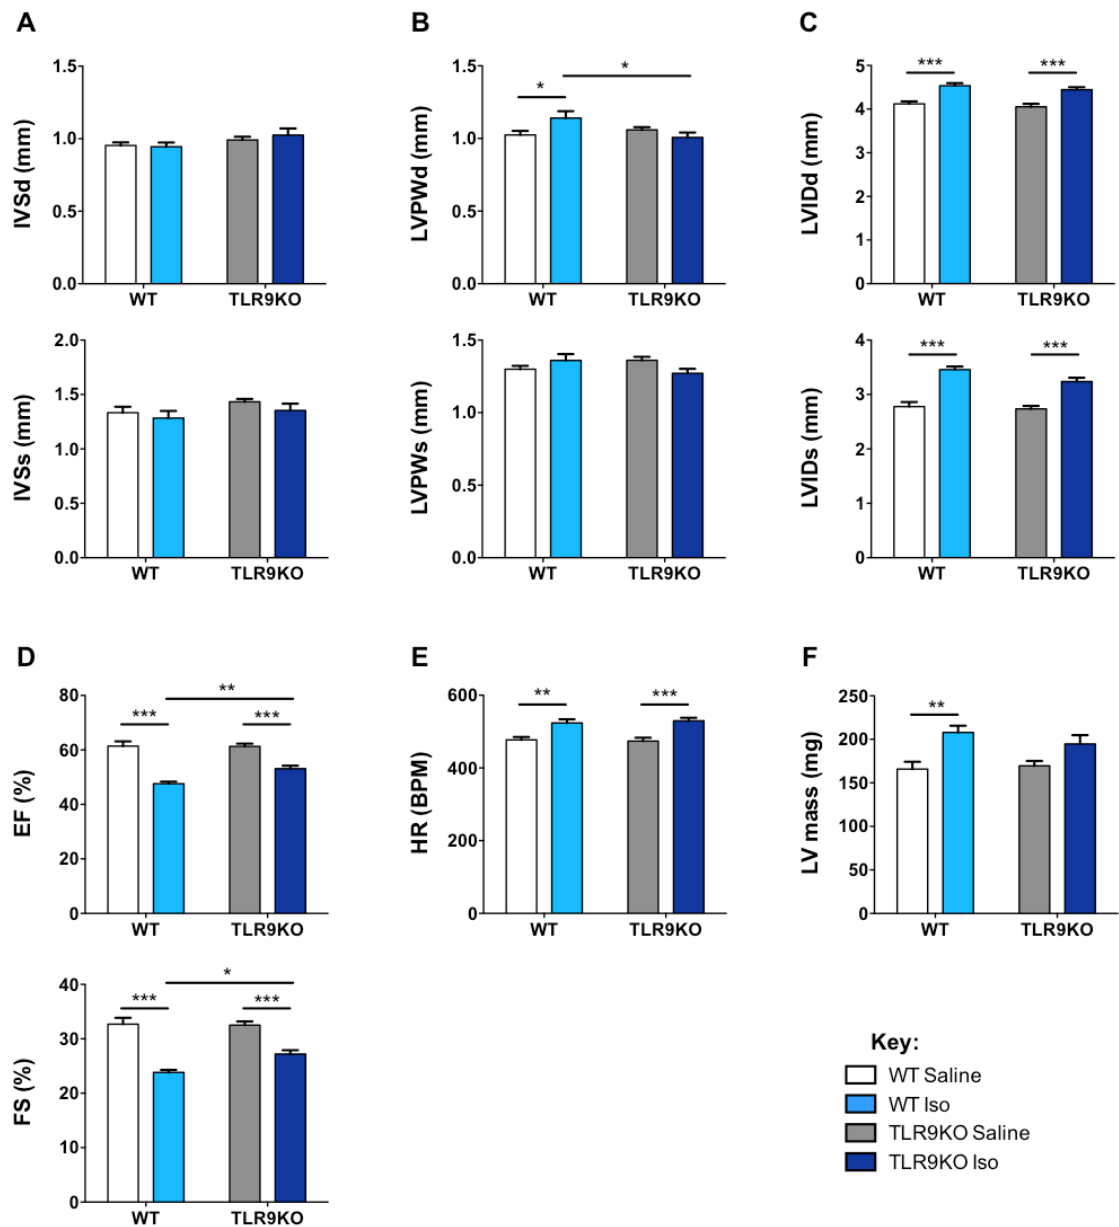 A
B
C
IVSd (mm)
1.5
1.0
0.5
0.0
WT
TLR9KO
LVPWd (mm)
1.5
1.0
0.5
0.0
*
*
WT
TLR9KO
LVIDd (mm)
5
4
3
2
1
0
***
***
WT
TLR9KO
IVSs (mm)
2.0
1.5
1.0
0.5
0.0
WT
TLR9KO
LVPWs (mm)
1.5
1.0
0.5
0.0
WT
TLR9KO
LVIDs (mm)
4
3
2
1
0
***
***
WT
TLR9KO
D
E
F
EF (%)
80
60
40
20
0
**
***
***
WT
TLR9KO
HR (BPM)
600
400
200
0
**
***
WT
TLR9KO
LV mass (mg)
250
200
150
100
50
0
**
WT
TLR9KO
FS (%)
40
30
20
10
0
*
***
***
WT
TLR9KO
Key:
WT Saline
WT Iso
TLR9KO Saline
TLR9KO Iso